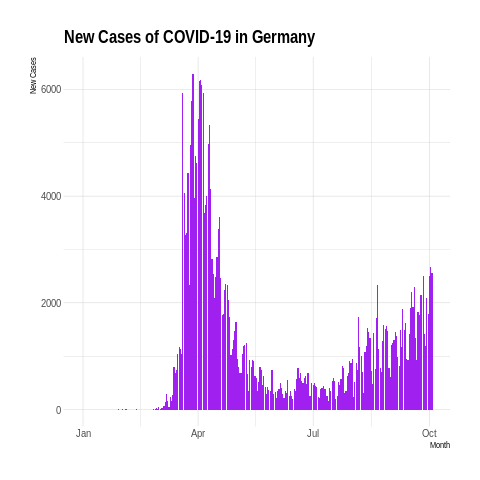 New Cases of COVID-19 in Germany
New Cases
6000
4000
2000
0
Jan Apr Jul Oct
Month